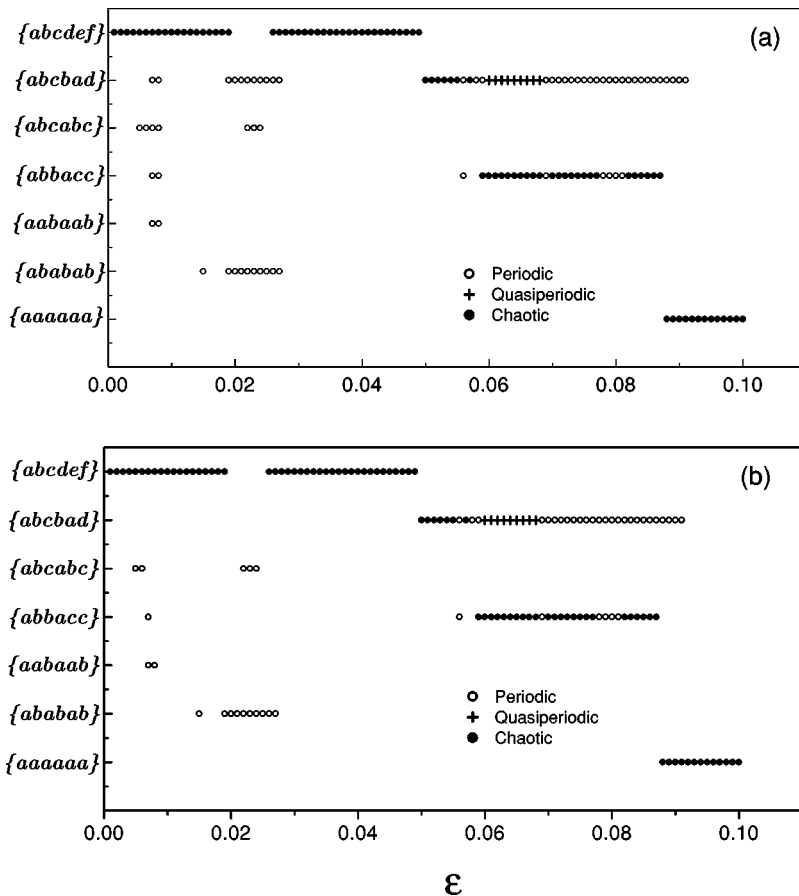 {abcdef}
(a)
{abcbad}
{abcabc}
{abbacc}
{aabaab}
{ababab}
Periodic
Quasiperiodic
Chaotic
{aaaaaa}
0.00 0.02 0.04 0.06 0.08 0.10
{abcdef}
(b)
{abcbad}
{abcabc}
{abbacc}
{aabaab}
{ababab}
Periodic
Quasiperiodic
Chaotic
{aaaaaa}
0.00 0.02 0.04 0.06 0.08 0.10
ε